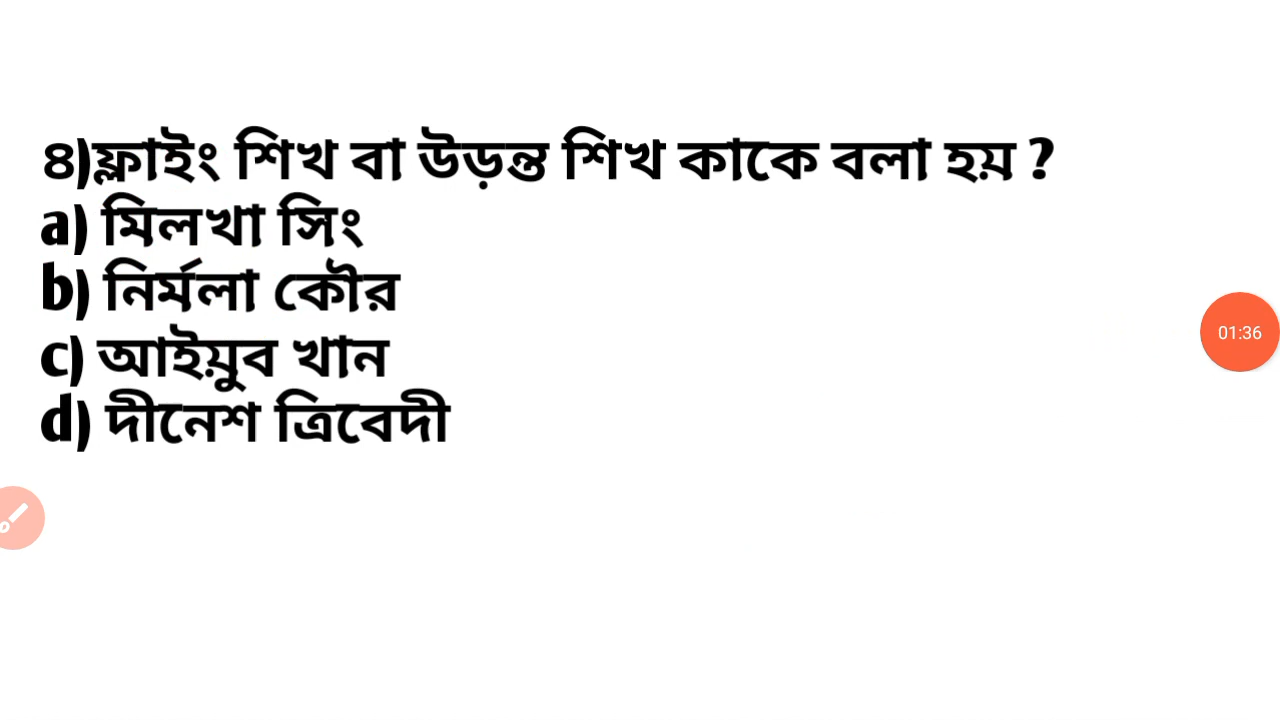 ৪)ফ্লাইং শিখ বা উড়ন্ত শিখ কাকে বলা হয় ?
a) মিলখা সিং
b) নির্মলা কৌর
c) আইয়ুব খান
d) দীনেশ ত্রিবেদী
01:36